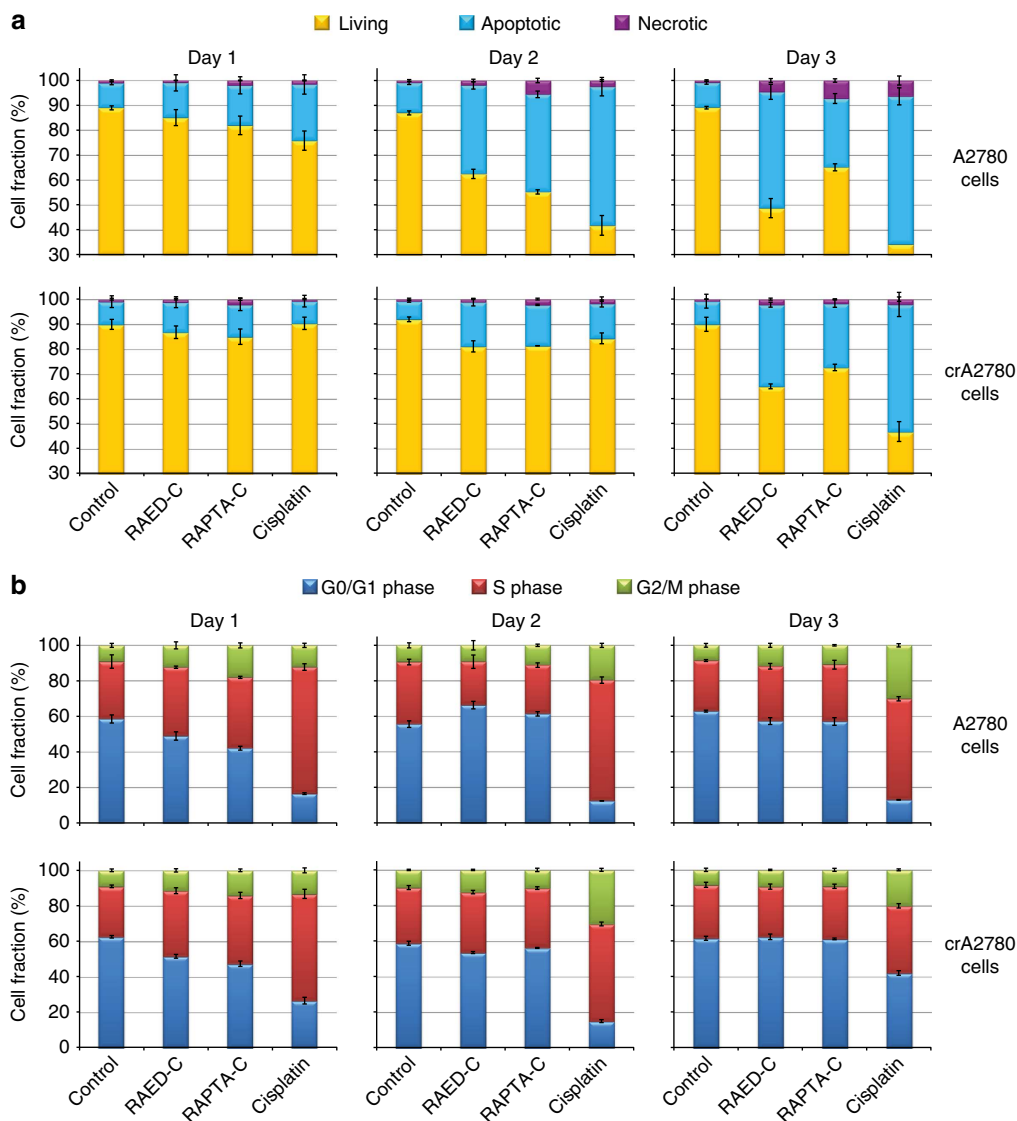 a
Living Apoptotic Necrotic
Day 1 Day 2 Day 3
Cell fraction (%)
100
90
80
70
60
50
40
30
A2780
cells
Cell fraction (%)
100
90
80
70
60
50
40
30
crA2780
cells
Control RAED-C RAPTA-C Cisplatin Control RAED-C RAPTA-C Cisplatin Control RAED-C RAPTA-C Cisplatin
b
G0/G1 phase S phase G2/M phase
Day 1 Day 2 Day 3
Cell fraction (%)
100
80
60
40
20
0
A2780
cells
Cell fraction (%)
100
80
60
40
20
0
crA2780
cells
Control RAED-C RAPTA-C Cisplatin Control RAED-C RAPTA-C Cisplatin Control RAED-C RAPTA-C Cisplatin